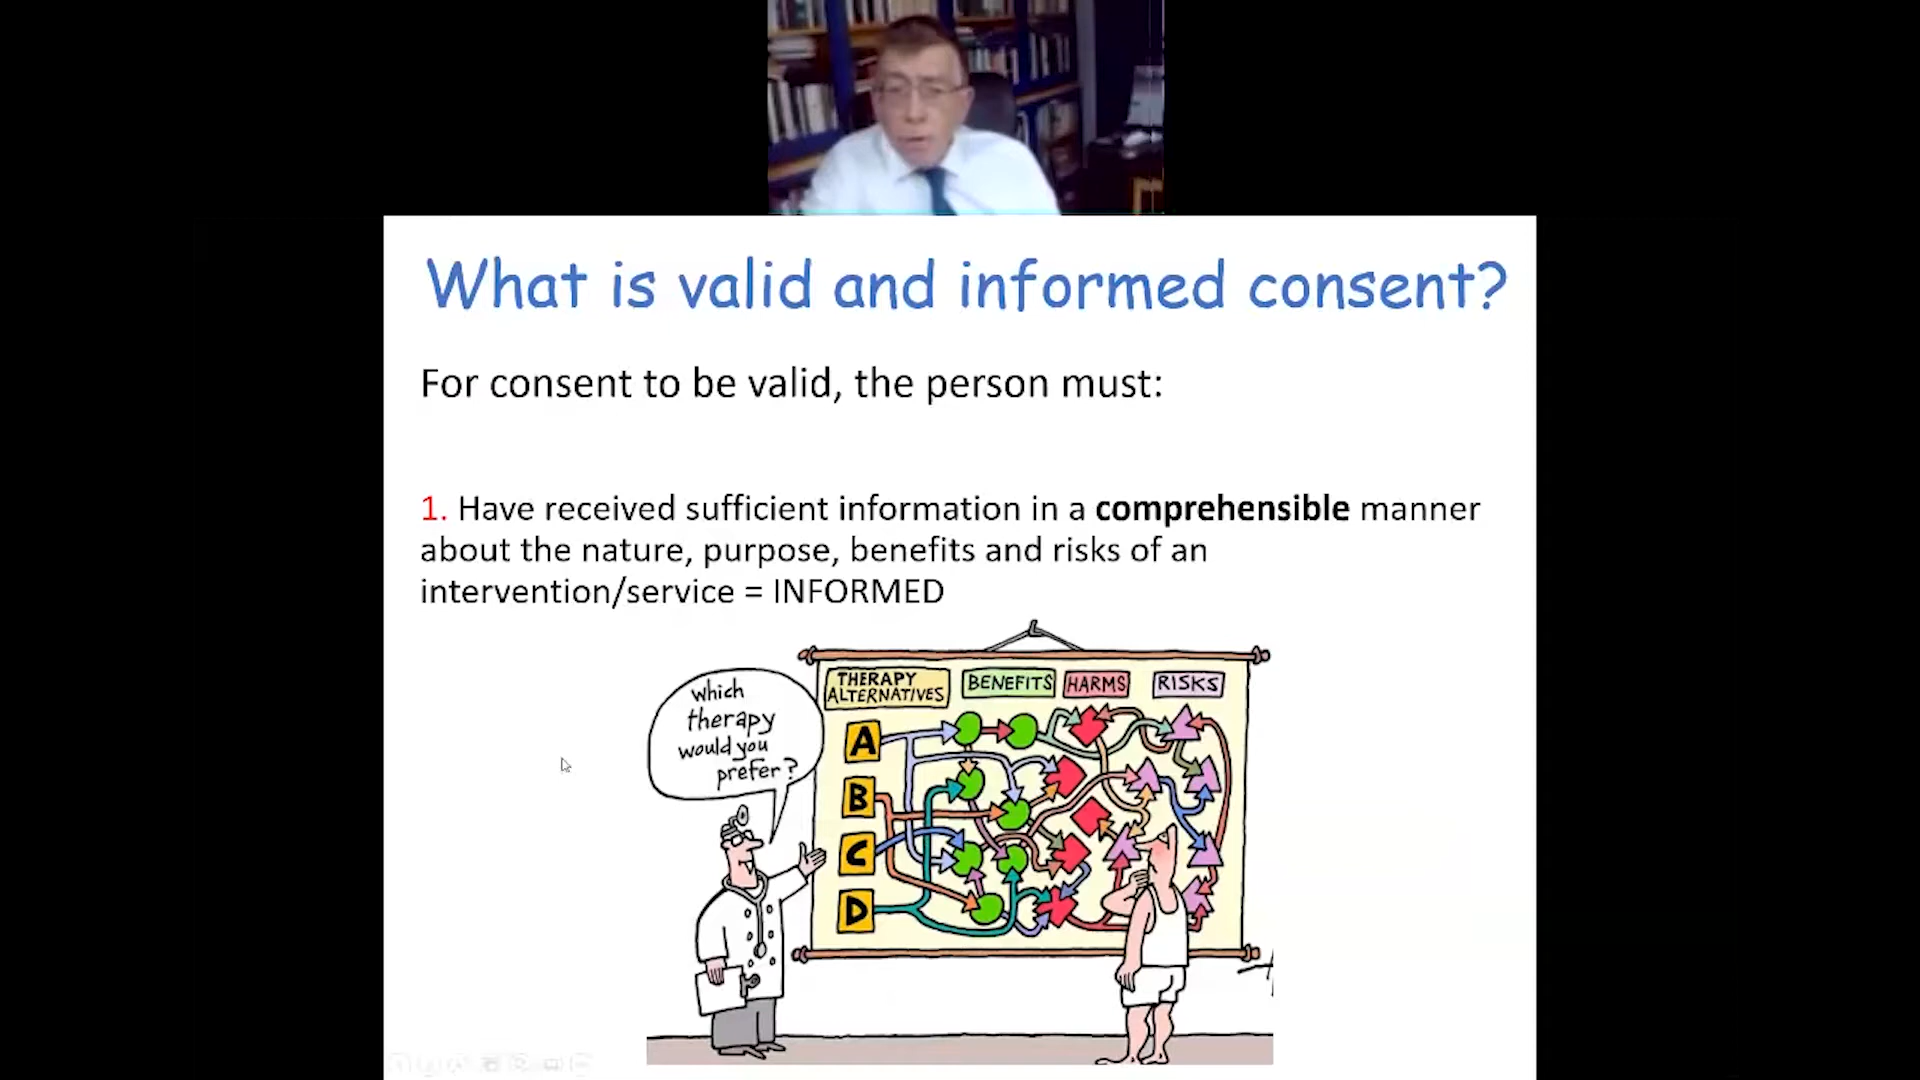 What is valid and informed consent?
For consent to be valid, the person must:
1. Have received sufficient information in a comprehensible manner
about the nature, purpose, benefits and risks of an
intervention/service = INFORMED
which
therapy
would you
prefer?
THERAPY
ALTERNATIVES
BENEFITS
HARMS
RISKS
A
B
C
D